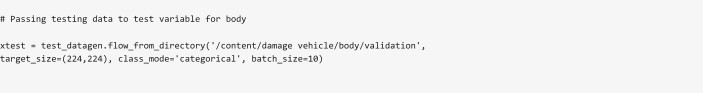 # Passing testing data to test variable for body
xtest = test_datagen.flow_from_directory('/content/damage vehicle/body/validation',
target_size=(224,224), class_mode='categorical', batch_size=10)